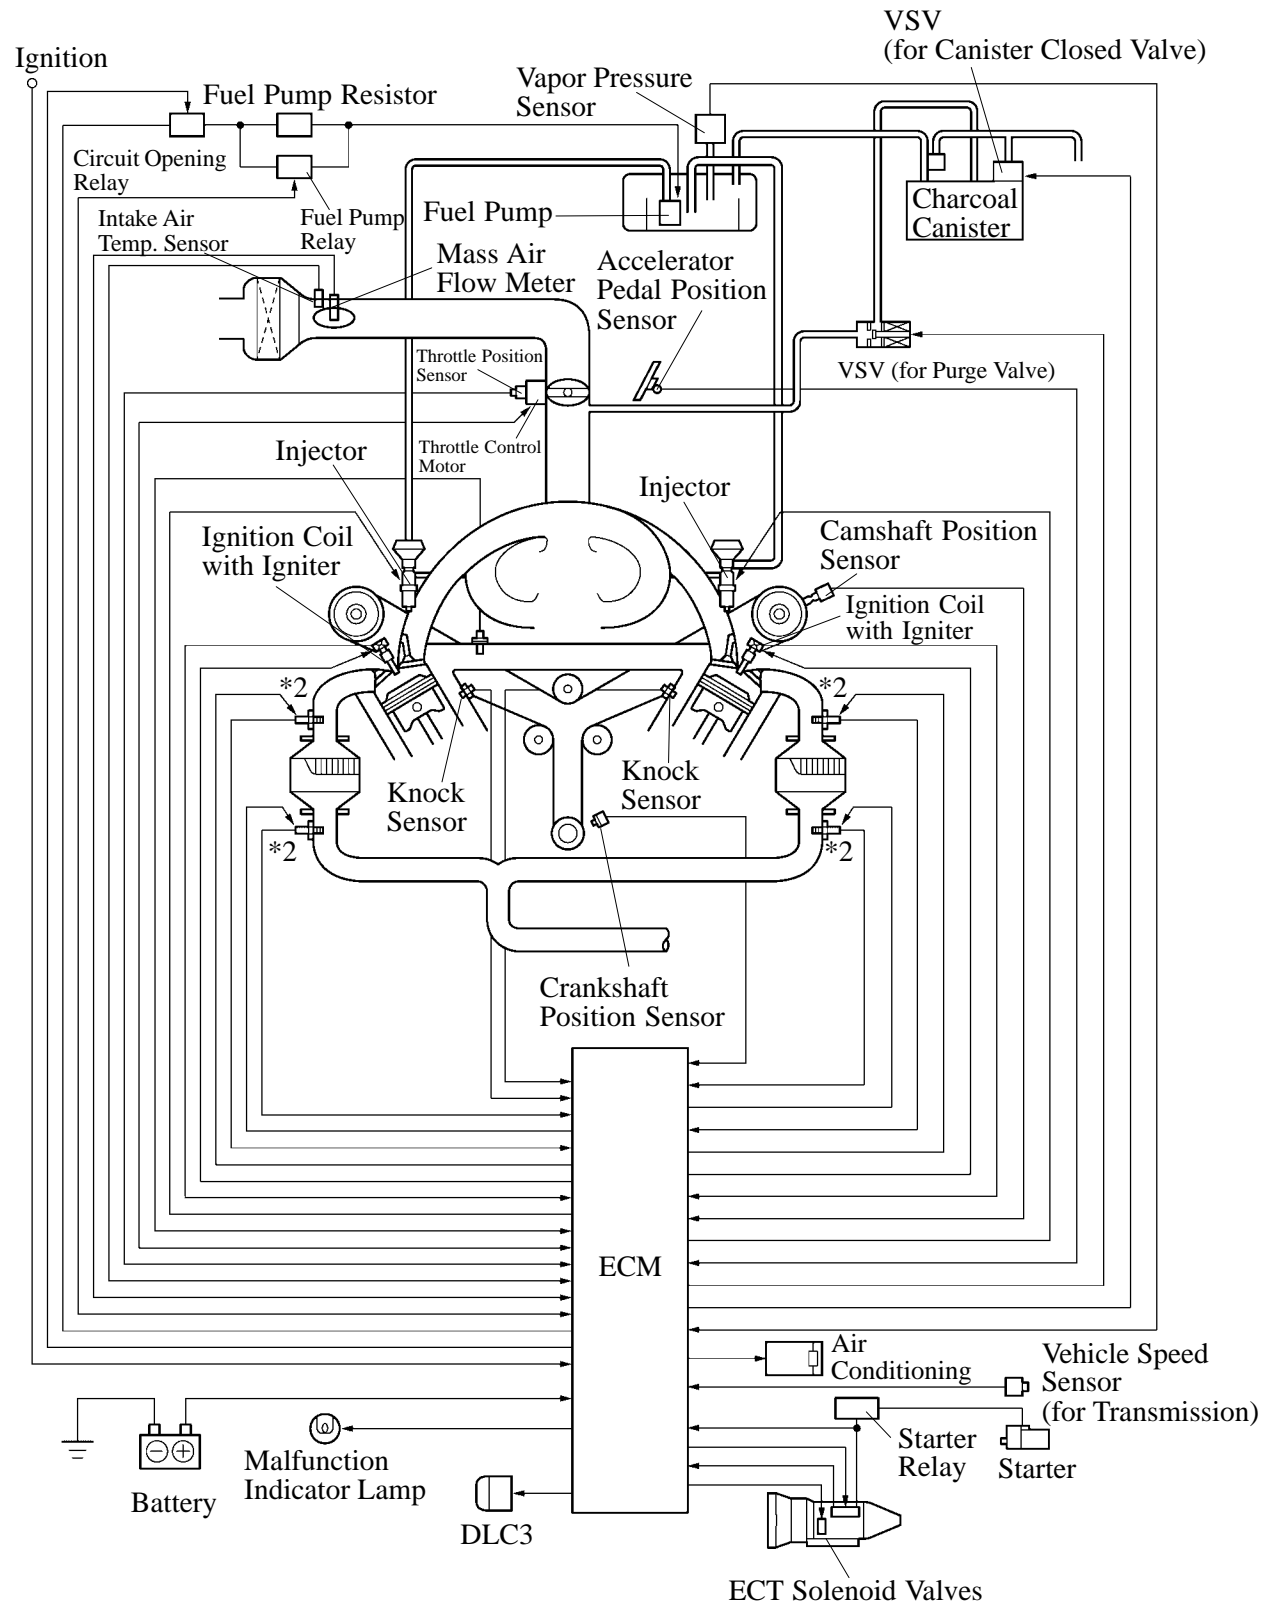 VSV
(for Canister Closed Valve)
Ignition
Vapor Pressure
Sensor
Fuel Pump Resistor
Circuit Opening
Relay
Charcoal
Canister
Fuel Pump
Fuel Pump
Relay
Intake Air
Temp. Sensor
Mass Air
Flow Meter
Accelerator
Pedal Position
Sensor
Throttle Position
Sensor
VSV (for Purge Valve)
Throttle Control
Motor
Injector
Injector
Ignition Coil
with Igniter
Camshaft Position
Sensor
Ignition Coil
with Igniter
*2
*2
Knock
Sensor
Knock
Sensor
*2
*2
Crankshaft
Position Sensor
ECM
Air
Conditioning
Vehicle Speed
Sensor
(for Transmission)
Starter
Relay
Starter
Malfunction
Indicator Lamp
Battery
DLC3
ECT Solenoid Valves